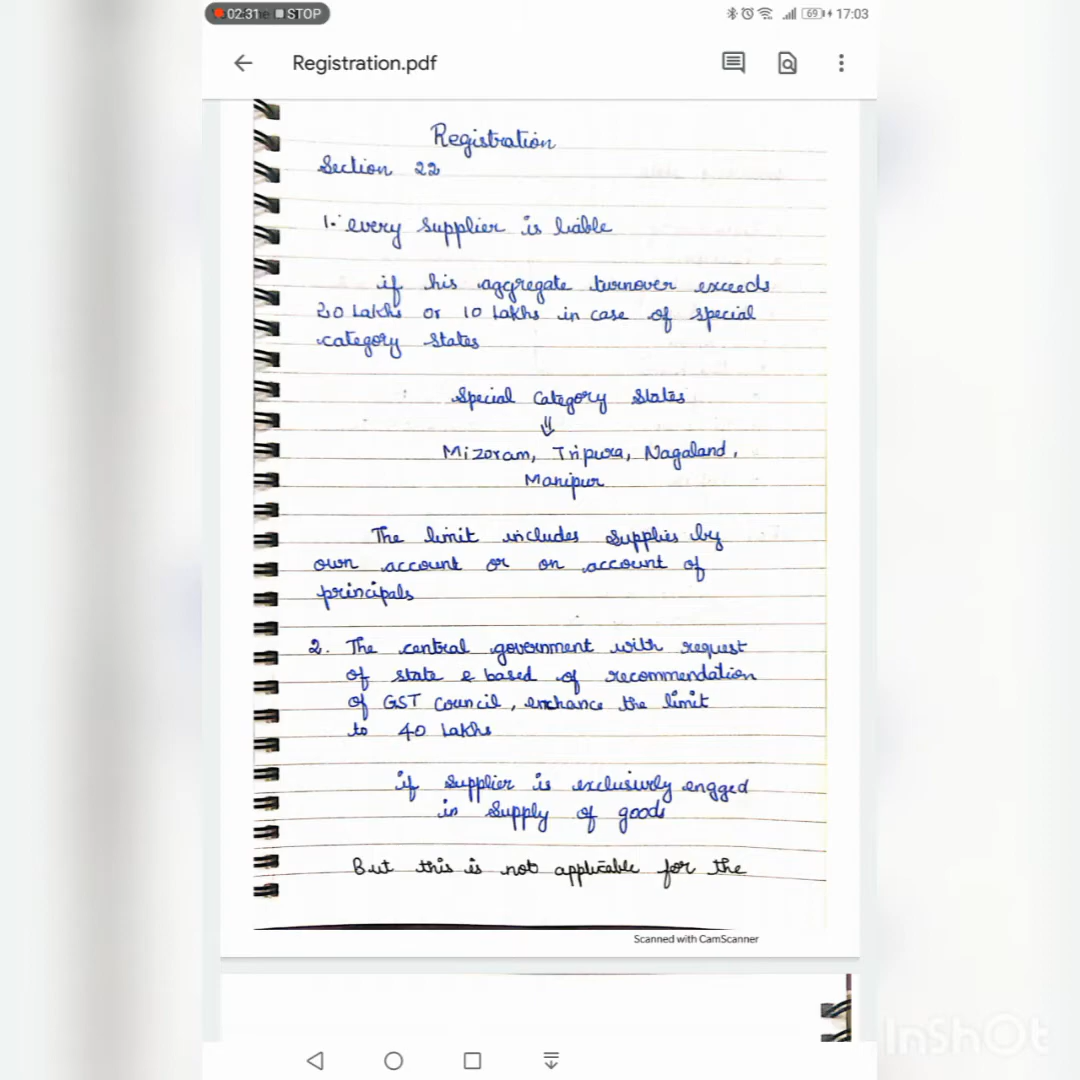 02:31 STOP
69 17:03
Registration.pdf
Registration
Section 22
1. every supplier is liable
if his aggregate turnover exceeds
20 Lakhs or 10 Lakhs in case of special
category States
Special Category States
⇓
Mizoram, Tripura, Nagaland,
Manipur
The limit includes supplies by
own account or on account of
principals
2. The central government with request
of state & based of recommendation
of GST Council, enchance the limit
to 40 Lakhs
if supplier is exclusively engged
in supply of goods
But this is not applicable for the
Scanned with CamScanner
InShOt